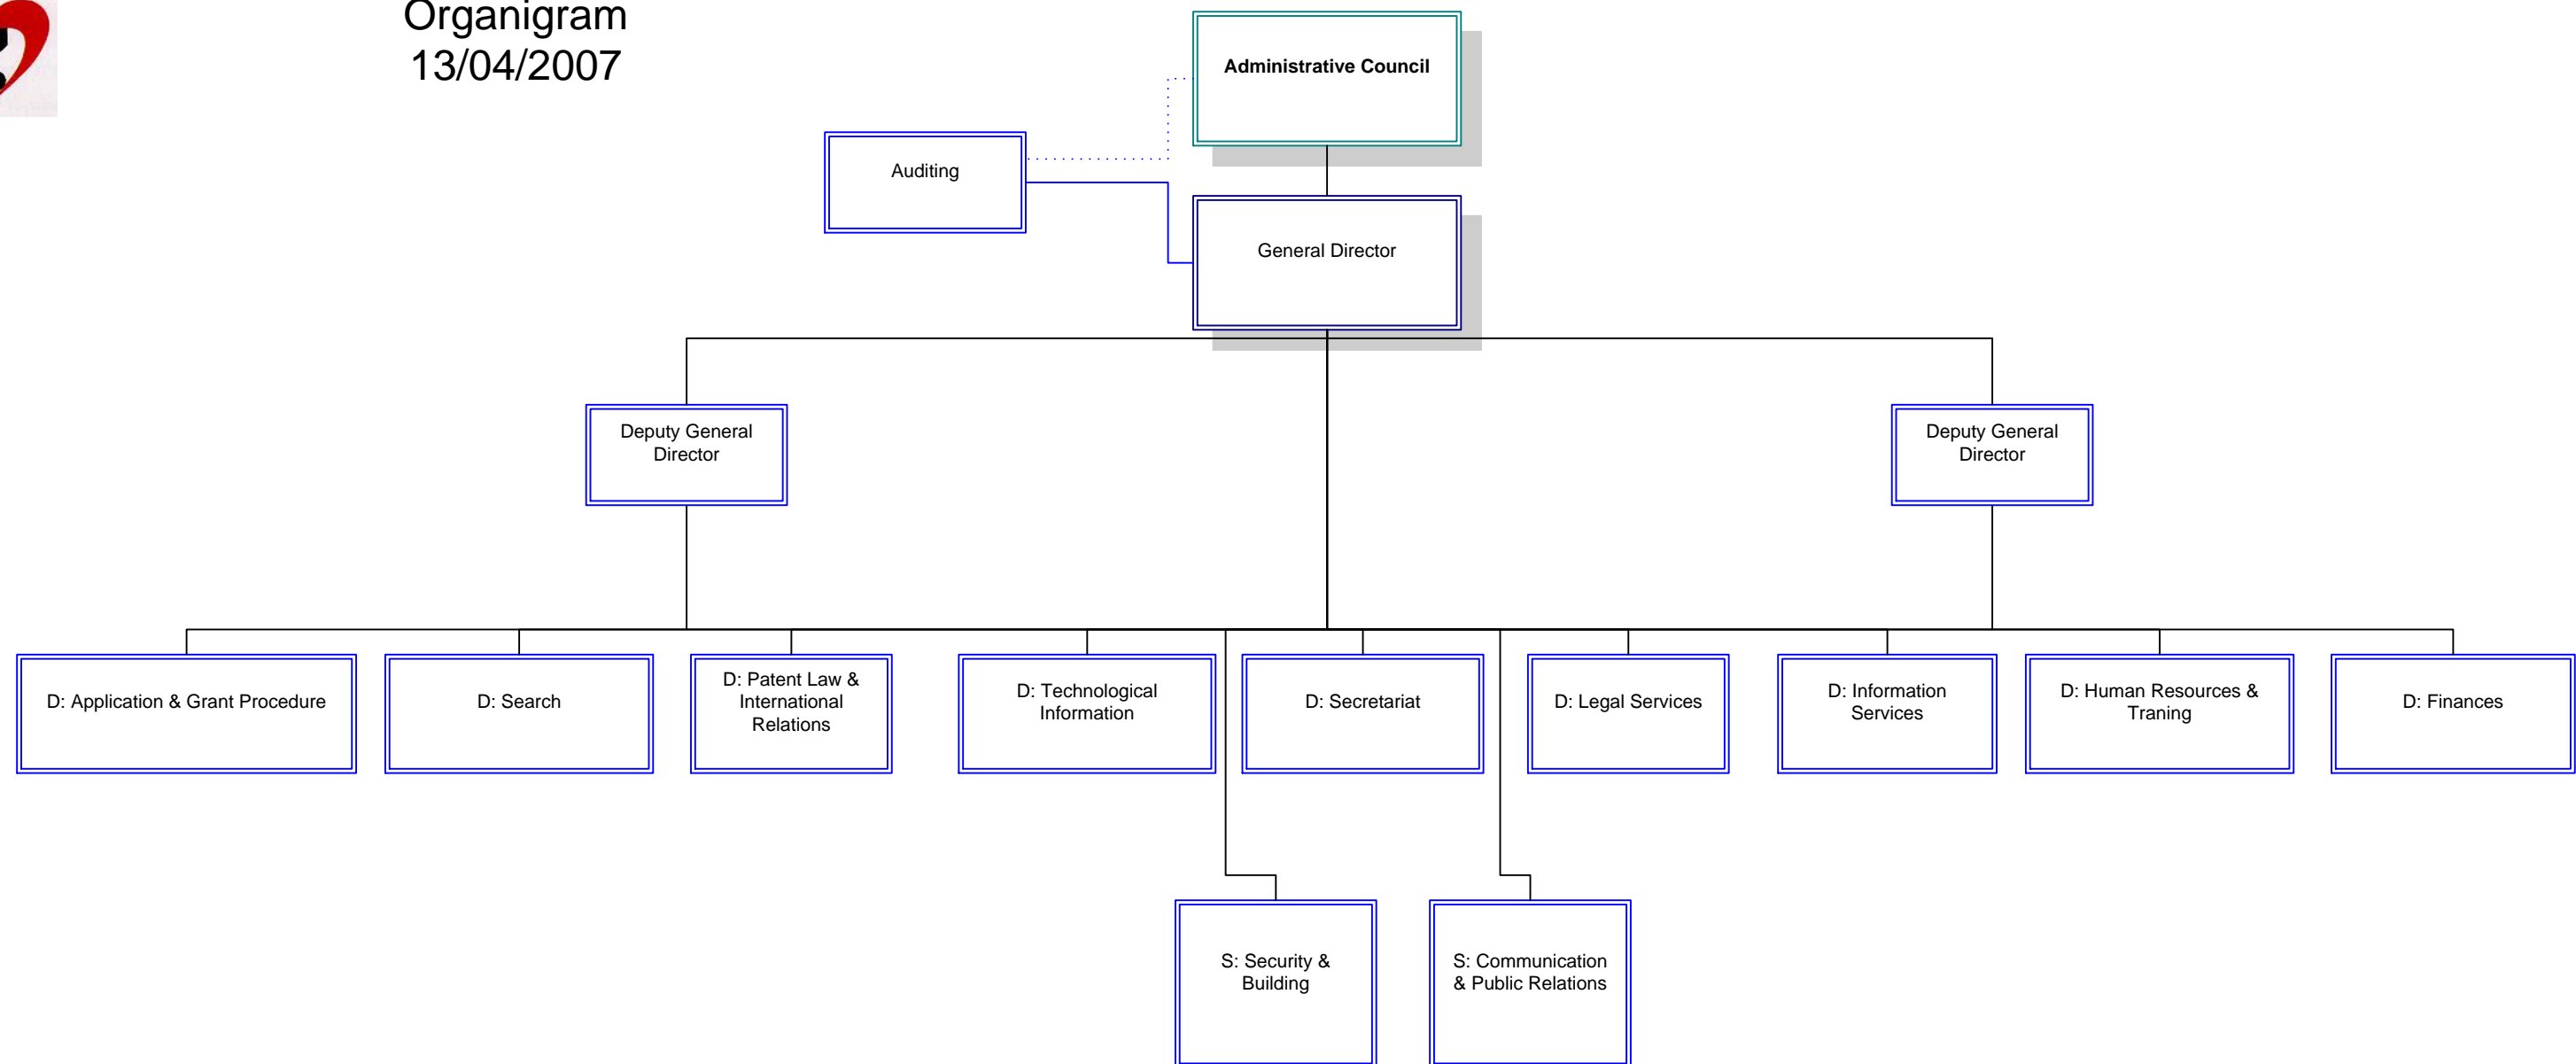 Organigram
13/04/2007
Administrative Council
Auditing
General Director
Deputy General
Director
Deputy General
Director
D: Application & Grant Procedure
D: Search
D: Patent Law &
International
Relations
D: Technological
Information
D: Secretariat
D: Legal Services
D: Information
Services
D: Human Resources &
Traning
D: Finances
S: Security &
Building
S: Communication
& Public Relations